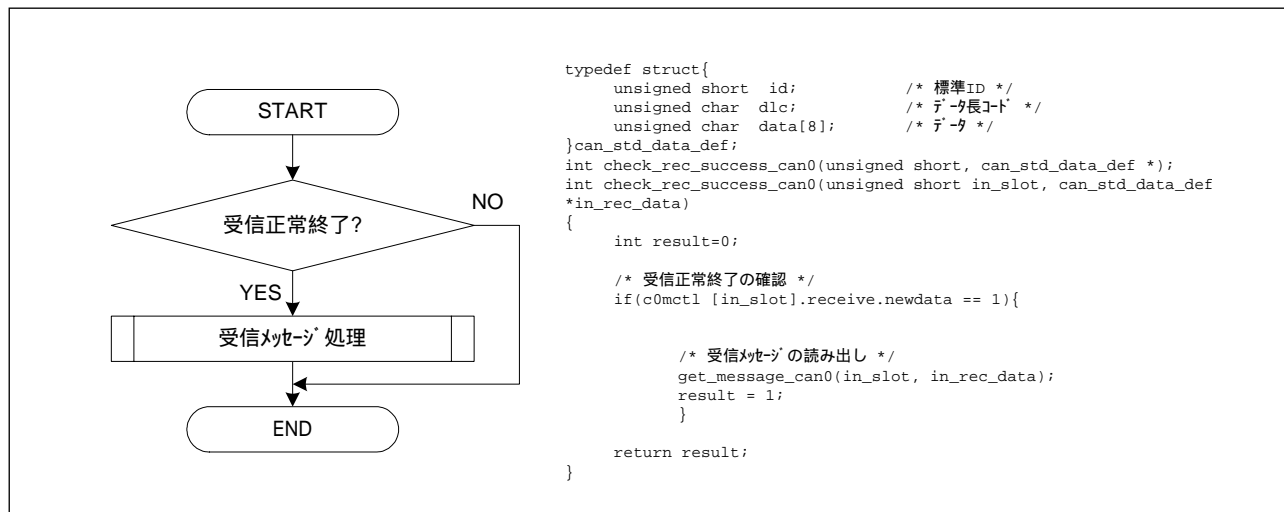 START
受信正常終了?
NO
YES
受信ﾒｯｾｰｼﾞ処理
END
typedef struct{
unsigned short  id;          /* 標準ID */
unsigned char  dlc;          /* ﾃﾞｰﾀ長ｺｰﾄﾞ */
unsigned char  data[8];      /* ﾃﾞｰﾀ */
}can_std_data_def;
int check_rec_success_can0(unsigned short, can_std_data_def *);
int check_rec_success_can0(unsigned short in_slot, can_std_data_def
*in_rec_data)
{
int result=0;
/* 受信正常終了の確認 */
if(c0mctl [in_slot].receive.newdata == 1){
/* 受信ﾒｯｾｰｼﾞの読み出し */
get_message_can0(in_slot, in_rec_data);
result = 1;
}
return result;
}